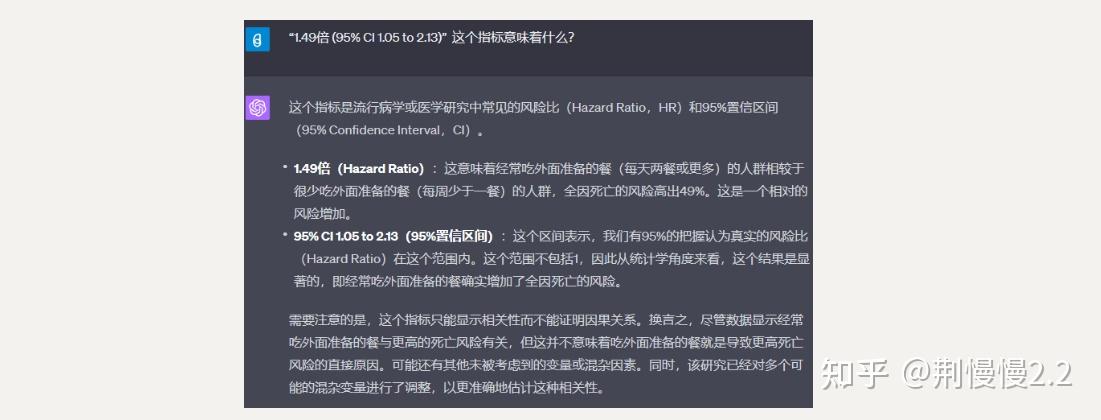 “1.49倍 (95% CI 1.05 to 2.13)” 这个指标意味着什么?
这个指标是流行病学或医学研究中常见的风险比（Hazard Ratio，HR）和95%置信区间
（95% Confidence Interval，CI）。
• 1.49倍（Hazard Ratio）：这意味着经常吃外面准备的餐（每天两餐或更多）的人群相较于
很少吃外面准备的餐（每周少于一餐）的人群，全因死亡的风险高出49%。这是一个相对的
风险增加。
• 95% CI 1.05 to 2.13（95%置信区间）：这个区间表示，我们有95%的把握认为真实的风险比
（Hazard Ratio）在这个范围内。这个范围不包括1，因此从统计学角度来看，这个结果是显
著的，即经常吃外面准备的餐确实增加了全因死亡的风险。
需要注意的是，这个指标只能显示相关性而不能证明因果关系。换言之，尽管数据显示经常
吃外面准备的餐与更高的死亡风险有关，但这并不意味着吃外面准备的餐就是导致更高死亡
风险的直接原因。可能还有其他未被考虑到的变量或混杂因素。同时，该研究已经对多个可
能的混杂变量进行了调整，以更准确地估计这种相关性。
知乎 @荆慢慢2.2